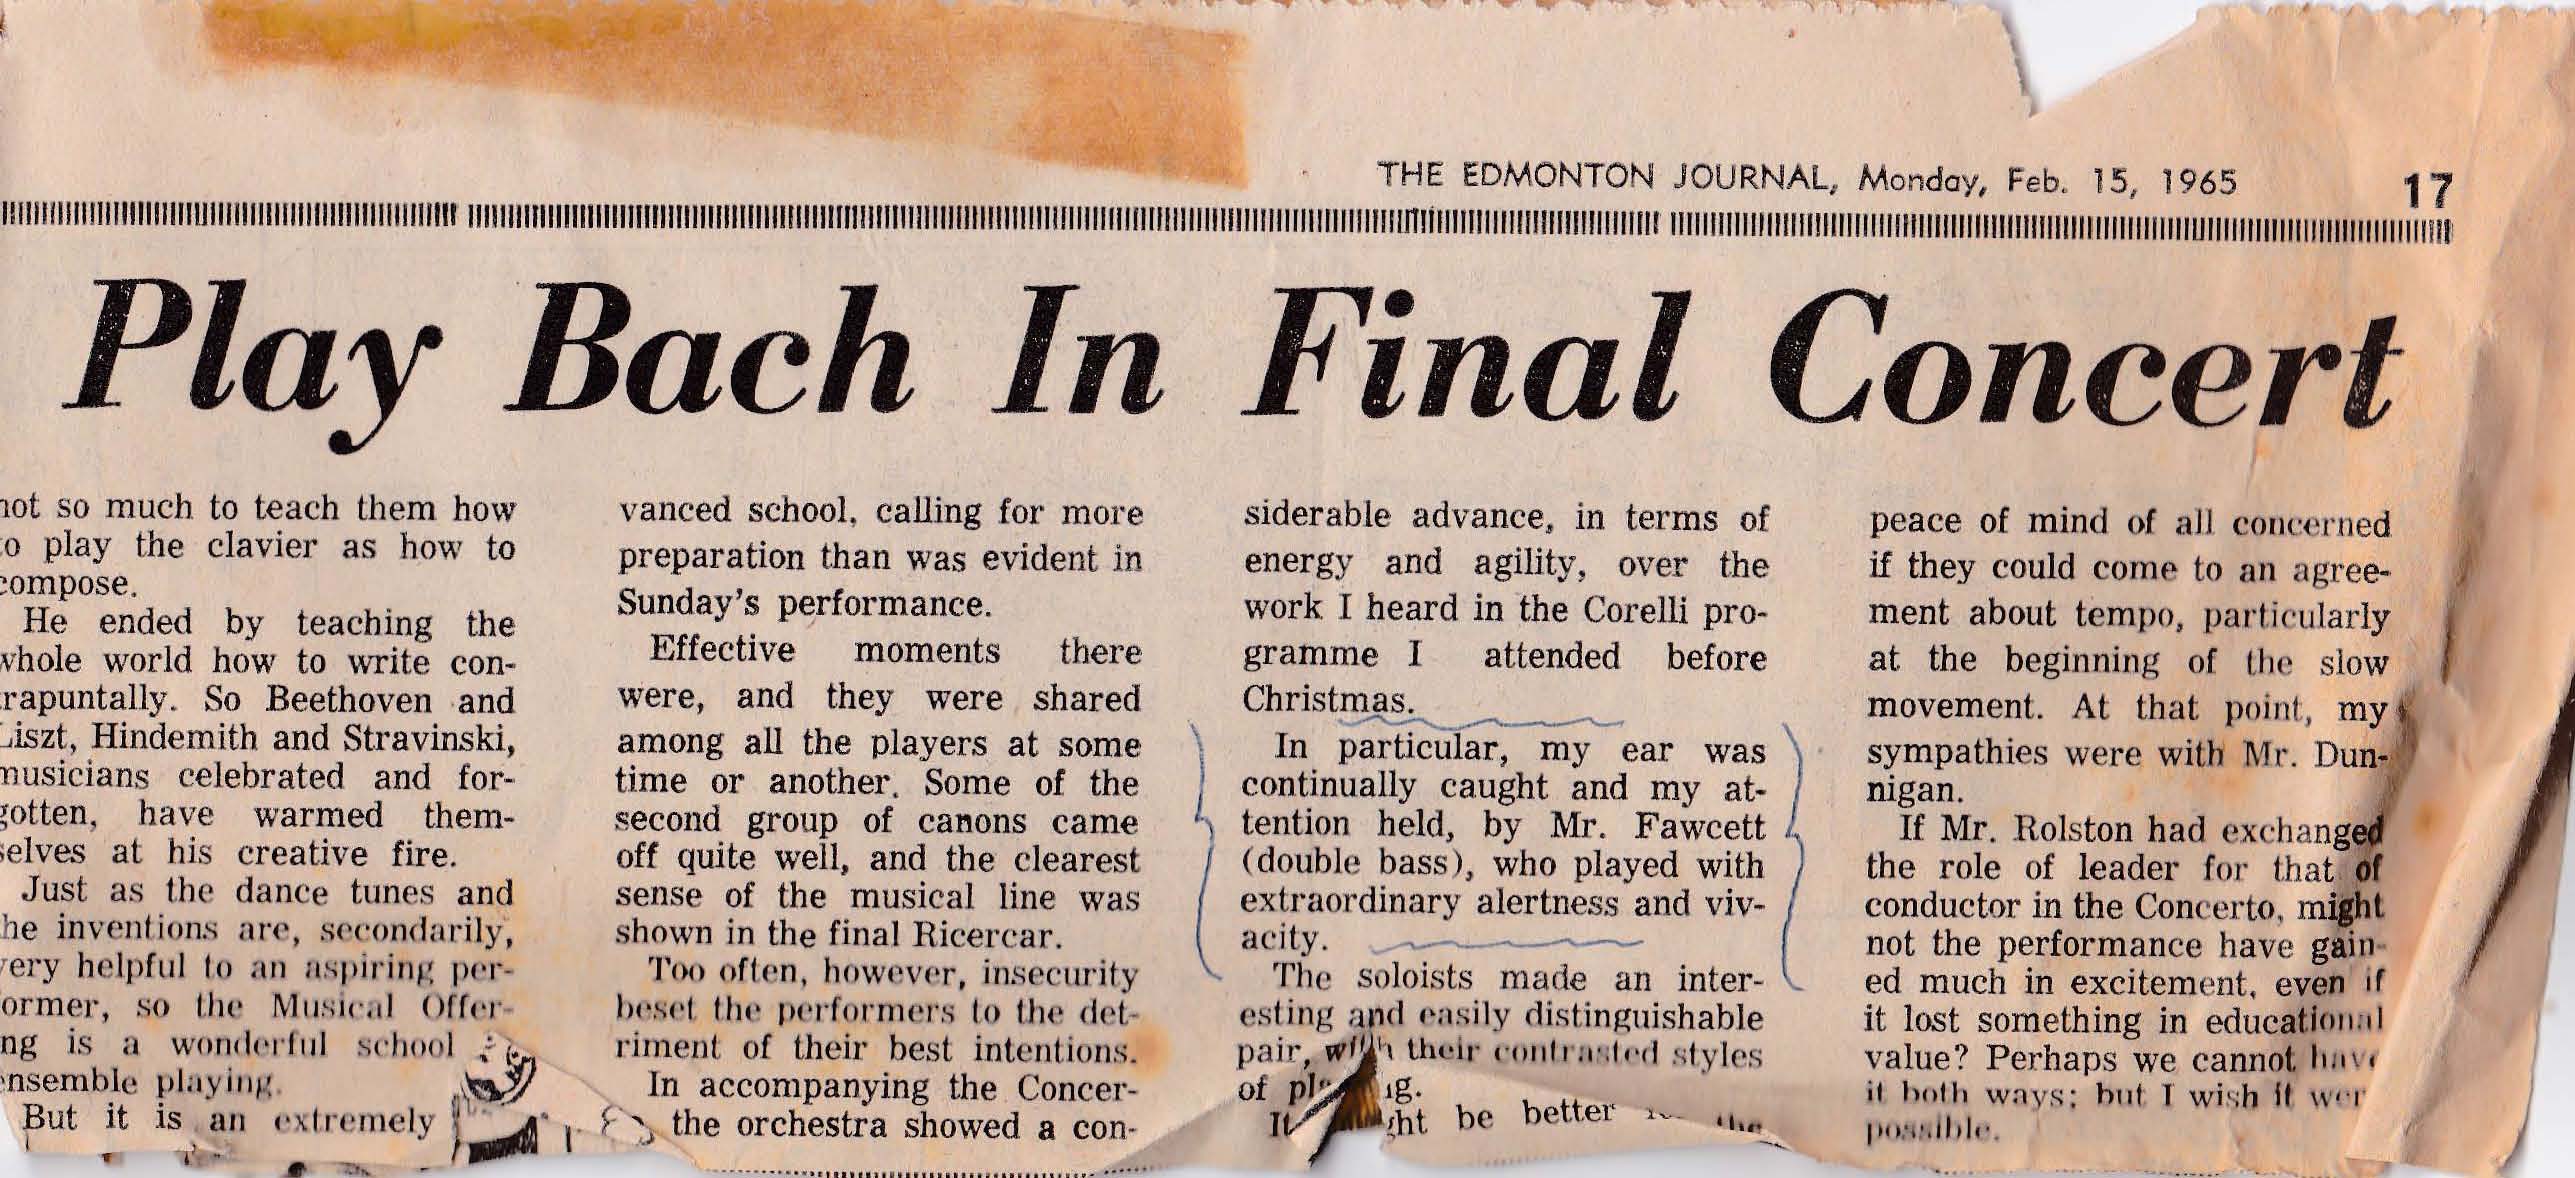 THE EDMONTON JOURNAL, Monday, Feb. 15, 1965 17
Play Bach In Final Concert
not so much to teach them how
to play the clavier as how to
compose.
He ended by teaching the
whole world how to write con-
trapuntally. So Beethoven and
Liszt, Hindemith and Stravinski,
musicians celebrated and for-
gotten, have warmed them-
selves at his creative fire.
Just as the dance tunes and
the inventions are, secondarily,
very helpful to an aspiring per-
former, so the Musical Offer-
ing is a wonderful school
ensemble playing.
But it is an extremely
vanced school, calling for more
preparation than was evident in
Sunday's performance.
Effective moments there
were, and they were shared
among all the players at some
time or another. Some of the
second group of canons came
off quite well, and the clearest
sense of the musical line was
shown in the final Ricercar.
Too often, however, insecurity
beset the performers to the det-
riment of their best intentions.
In accompanying the Concer-
the orchestra showed a con-
siderable advance, in terms of
energy and agility, over the
work I heard in the Corelli pro-
gramme I attended before
Christmas.
In particular, my ear was
continually caught and my at-
tention held, by Mr. Fawcett
(double bass), who played with
extraordinary alertness and viv-
acity.
The soloists made an inter-
esting and easily distinguishable
pair, with their contrasted styles
of
It be better the
peace of mind of all concerned
if they could come to an agree-
ment about tempo, particularly
at the beginning of the slow
movement. At that point, my
sympathies were with Mr. Dun-
nigan.
If Mr. Rolston had exchanged
the role of leader for that of
conductor in the Concerto, might
not the performance have gain-
ed much in excitement, even if
it lost something in educational
value? Perhaps we cannot have
it both ways; but I wish it wer
possible.